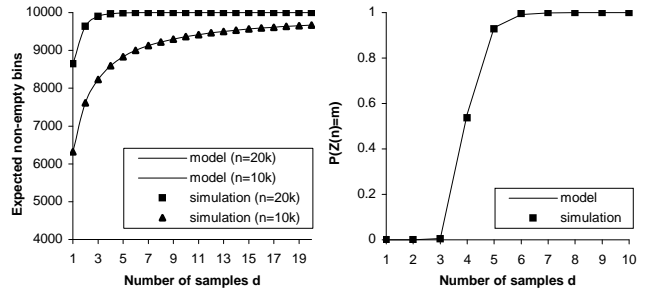 Expected non-empty bins
10000
9000
8000
7000
6000
5000
4000
1 3 5 7 9 11 13 15 17 19
Number of samples d
model (n=20k)
model (n=10k)
simulation (n=20k)
simulation (n=10k)
P(Z(n)=m)
1
0.8
0.6
0.4
0.2
0
1 2 3 4 5 6 7 8 9 10
Number of samples d
model
simulation